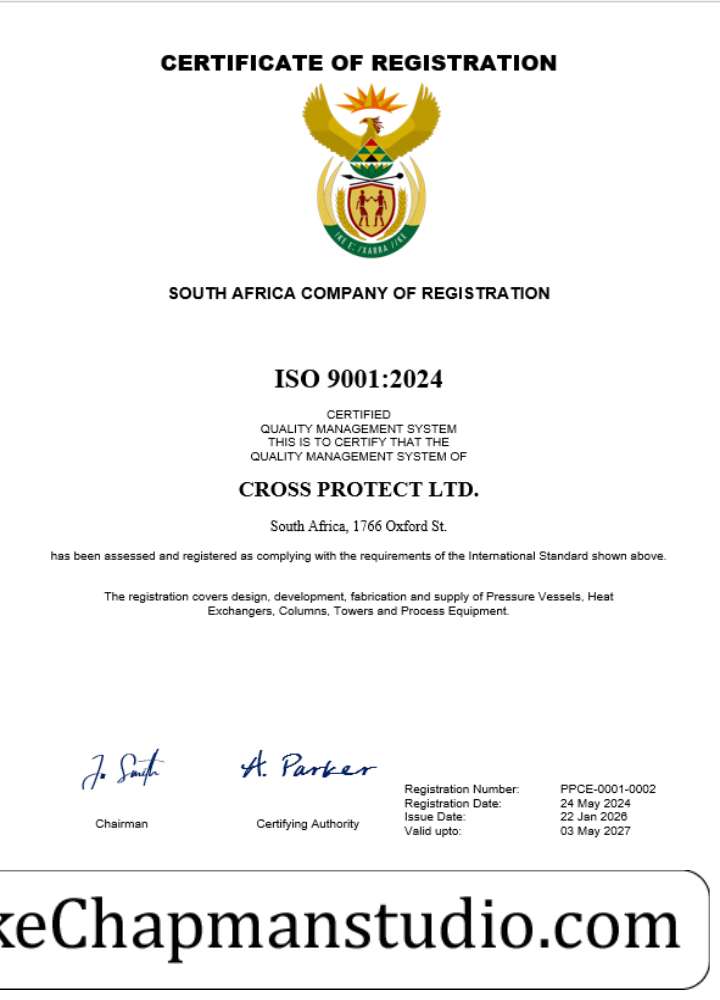 CERTIFICATE OF REGISTRATION
!KE E: /XARRA //KE
SOUTH AFRICA COMPANY OF REGISTRATION
ISO 9001:2024
CERTIFIED
QUALITY MANAGEMENT SYSTEM
THIS IS TO CERTIFY THAT THE
QUALITY MANAGEMENT SYSTEM OF
CROSS PROTECT LTD.
South Africa, 1766 Oxford St.
has been assessed and registered as complying with the requirements of the International Standard shown above.
The registration covers design, development, fabrication and supply of Pressure Vessels, Heat
Exchangers, Columns, Towers and Process Equipment.
Jo Smith
A. Parker
Chairman
Certifying Authority
Registration Number: PPCE-0001-0002
Registration Date: 24 May 2024
Issue Date: 22 Jan 2026
Valid upto: 03 May 2027
keChapmanstudio.com